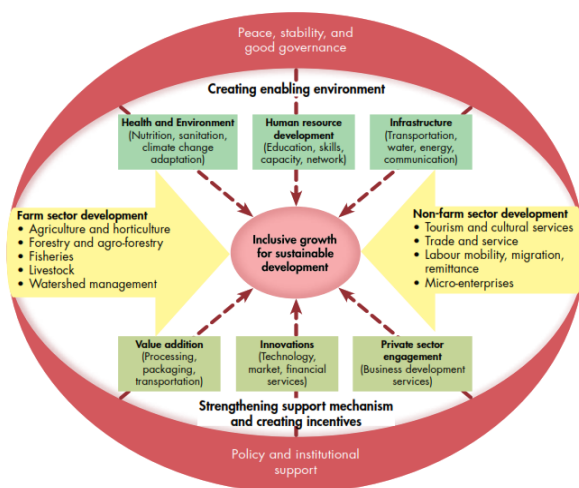 Peace, stability, and
good governance
Creating enabling environment
Health and Environment
(Nutrition, sanitation,
climate change
adaptation)
Human resource
development
(Education, skills,
capacity, network)
Infrastructure
(Transportation,
water, energy,
communication)
Farm sector development
• Agriculture and horticulture
• Forestry and agro-forestry
• Fisheries
• Livestock
• Watershed management
Inclusive growth
for sustainable
development
Non-farm sector development
• Tourism and cultural services
• Trade and service
• Labour mobility, migration,
remittance
• Micro-enterprises
Value addition
(Processing,
packaging,
transportation)
Innovations
(Technology,
market, financial
services)
Private sector
engagement
(Business development
services)
Strengthening support mechanism
and creating incentives
Policy and institutional
support